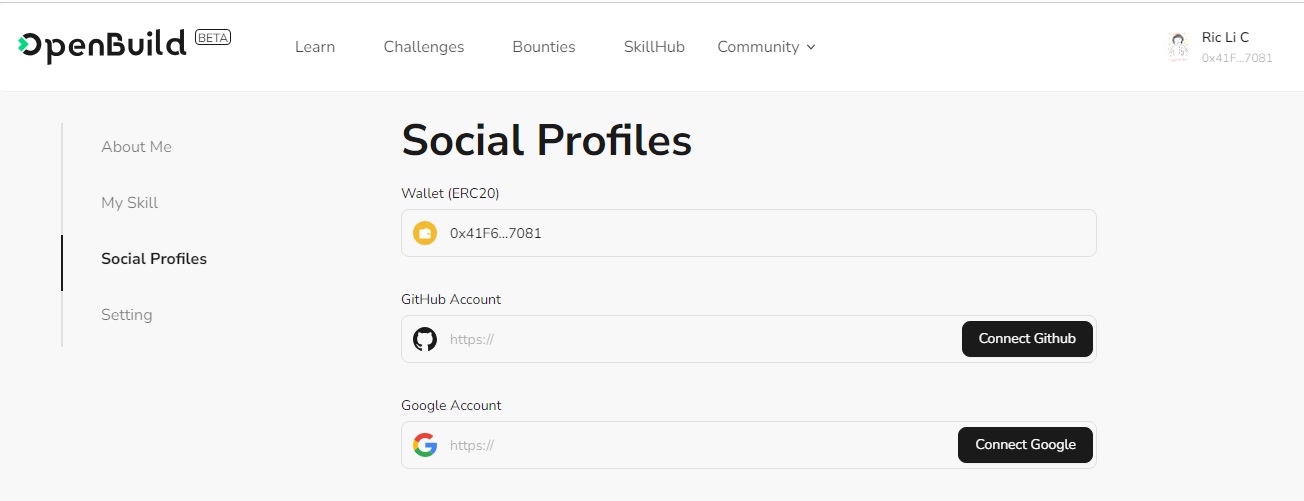 OpenBuild BETA
Learn Challenges Bounties SkillHub Community
Ric Li C
0x41F...7081
About Me
My Skill
Social Profiles
Setting
Social Profiles
Wallet (ERC20)
0x41F6...7081
GitHub Account
https:// Connect Github
Google Account
https:// Connect Google